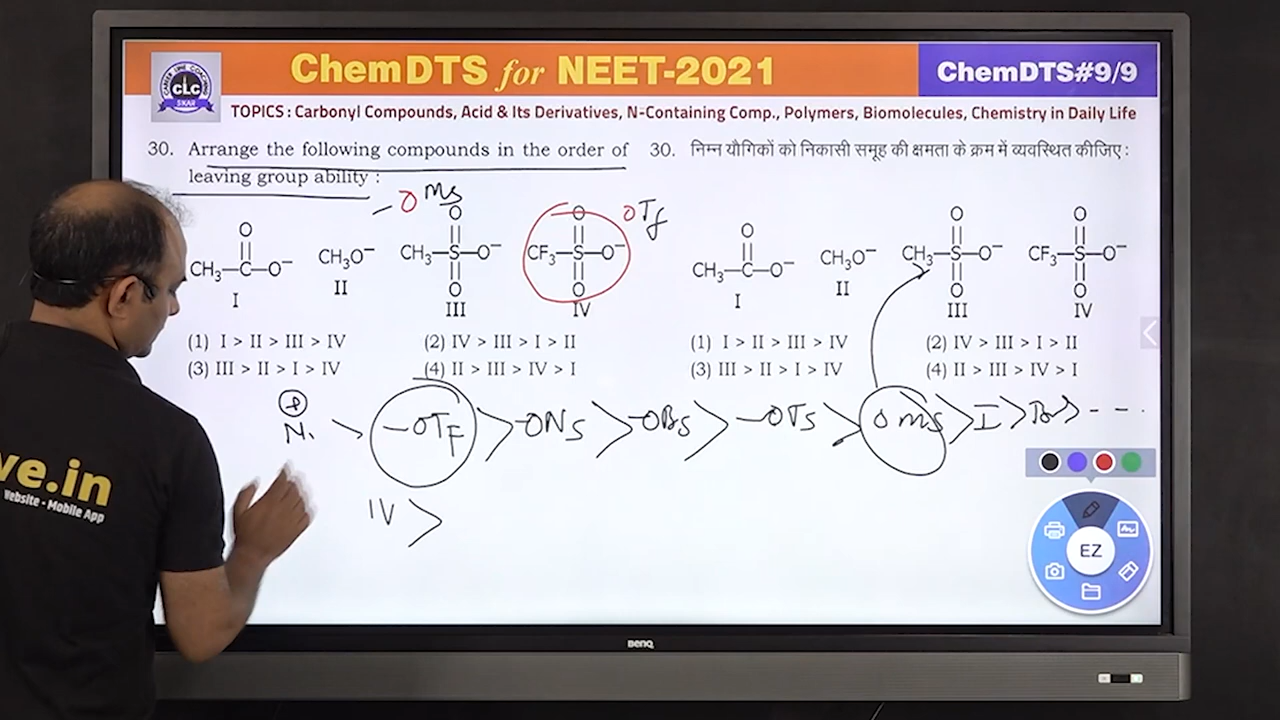 ChemDTS for NEET-2021
ChemDTS#9/9
CLC
SIKAR
TOPICS : Carbonyl Compounds, Acid & Its Derivatives, N-Containing Comp., Polymers, Biomolecules, Chemistry in Daily Life
30. Arrange the following compounds in the order of
leaving group ability :
-O Ms
OTf
O O O
CH3—C—O− CH3O− CH3—S—O− CF3—S—O−
O O
I II III IV
(1) I > II > III > IV (2) IV > III > I > II
(3) III > II > I > IV (4) II > III > IV > I
30. निम्न यौगिकों को निकासी समूह की क्षमता के क्रम में व्यवस्थित कीजिए :
O O O
CH3—C—O− CH3O− CH3—S—O− CF3—S—O−
O O
I II III IV
(1) I > II > III > IV (2) IV > III > I > II
(3) III > II > I > IV (4) II > III > IV > I
⊕
N. -OTF > -ONs > -OBs > -OTs > OMs > I > Br > ----
IV >
EZ
ve.in
Website - Mobile App
BenQ